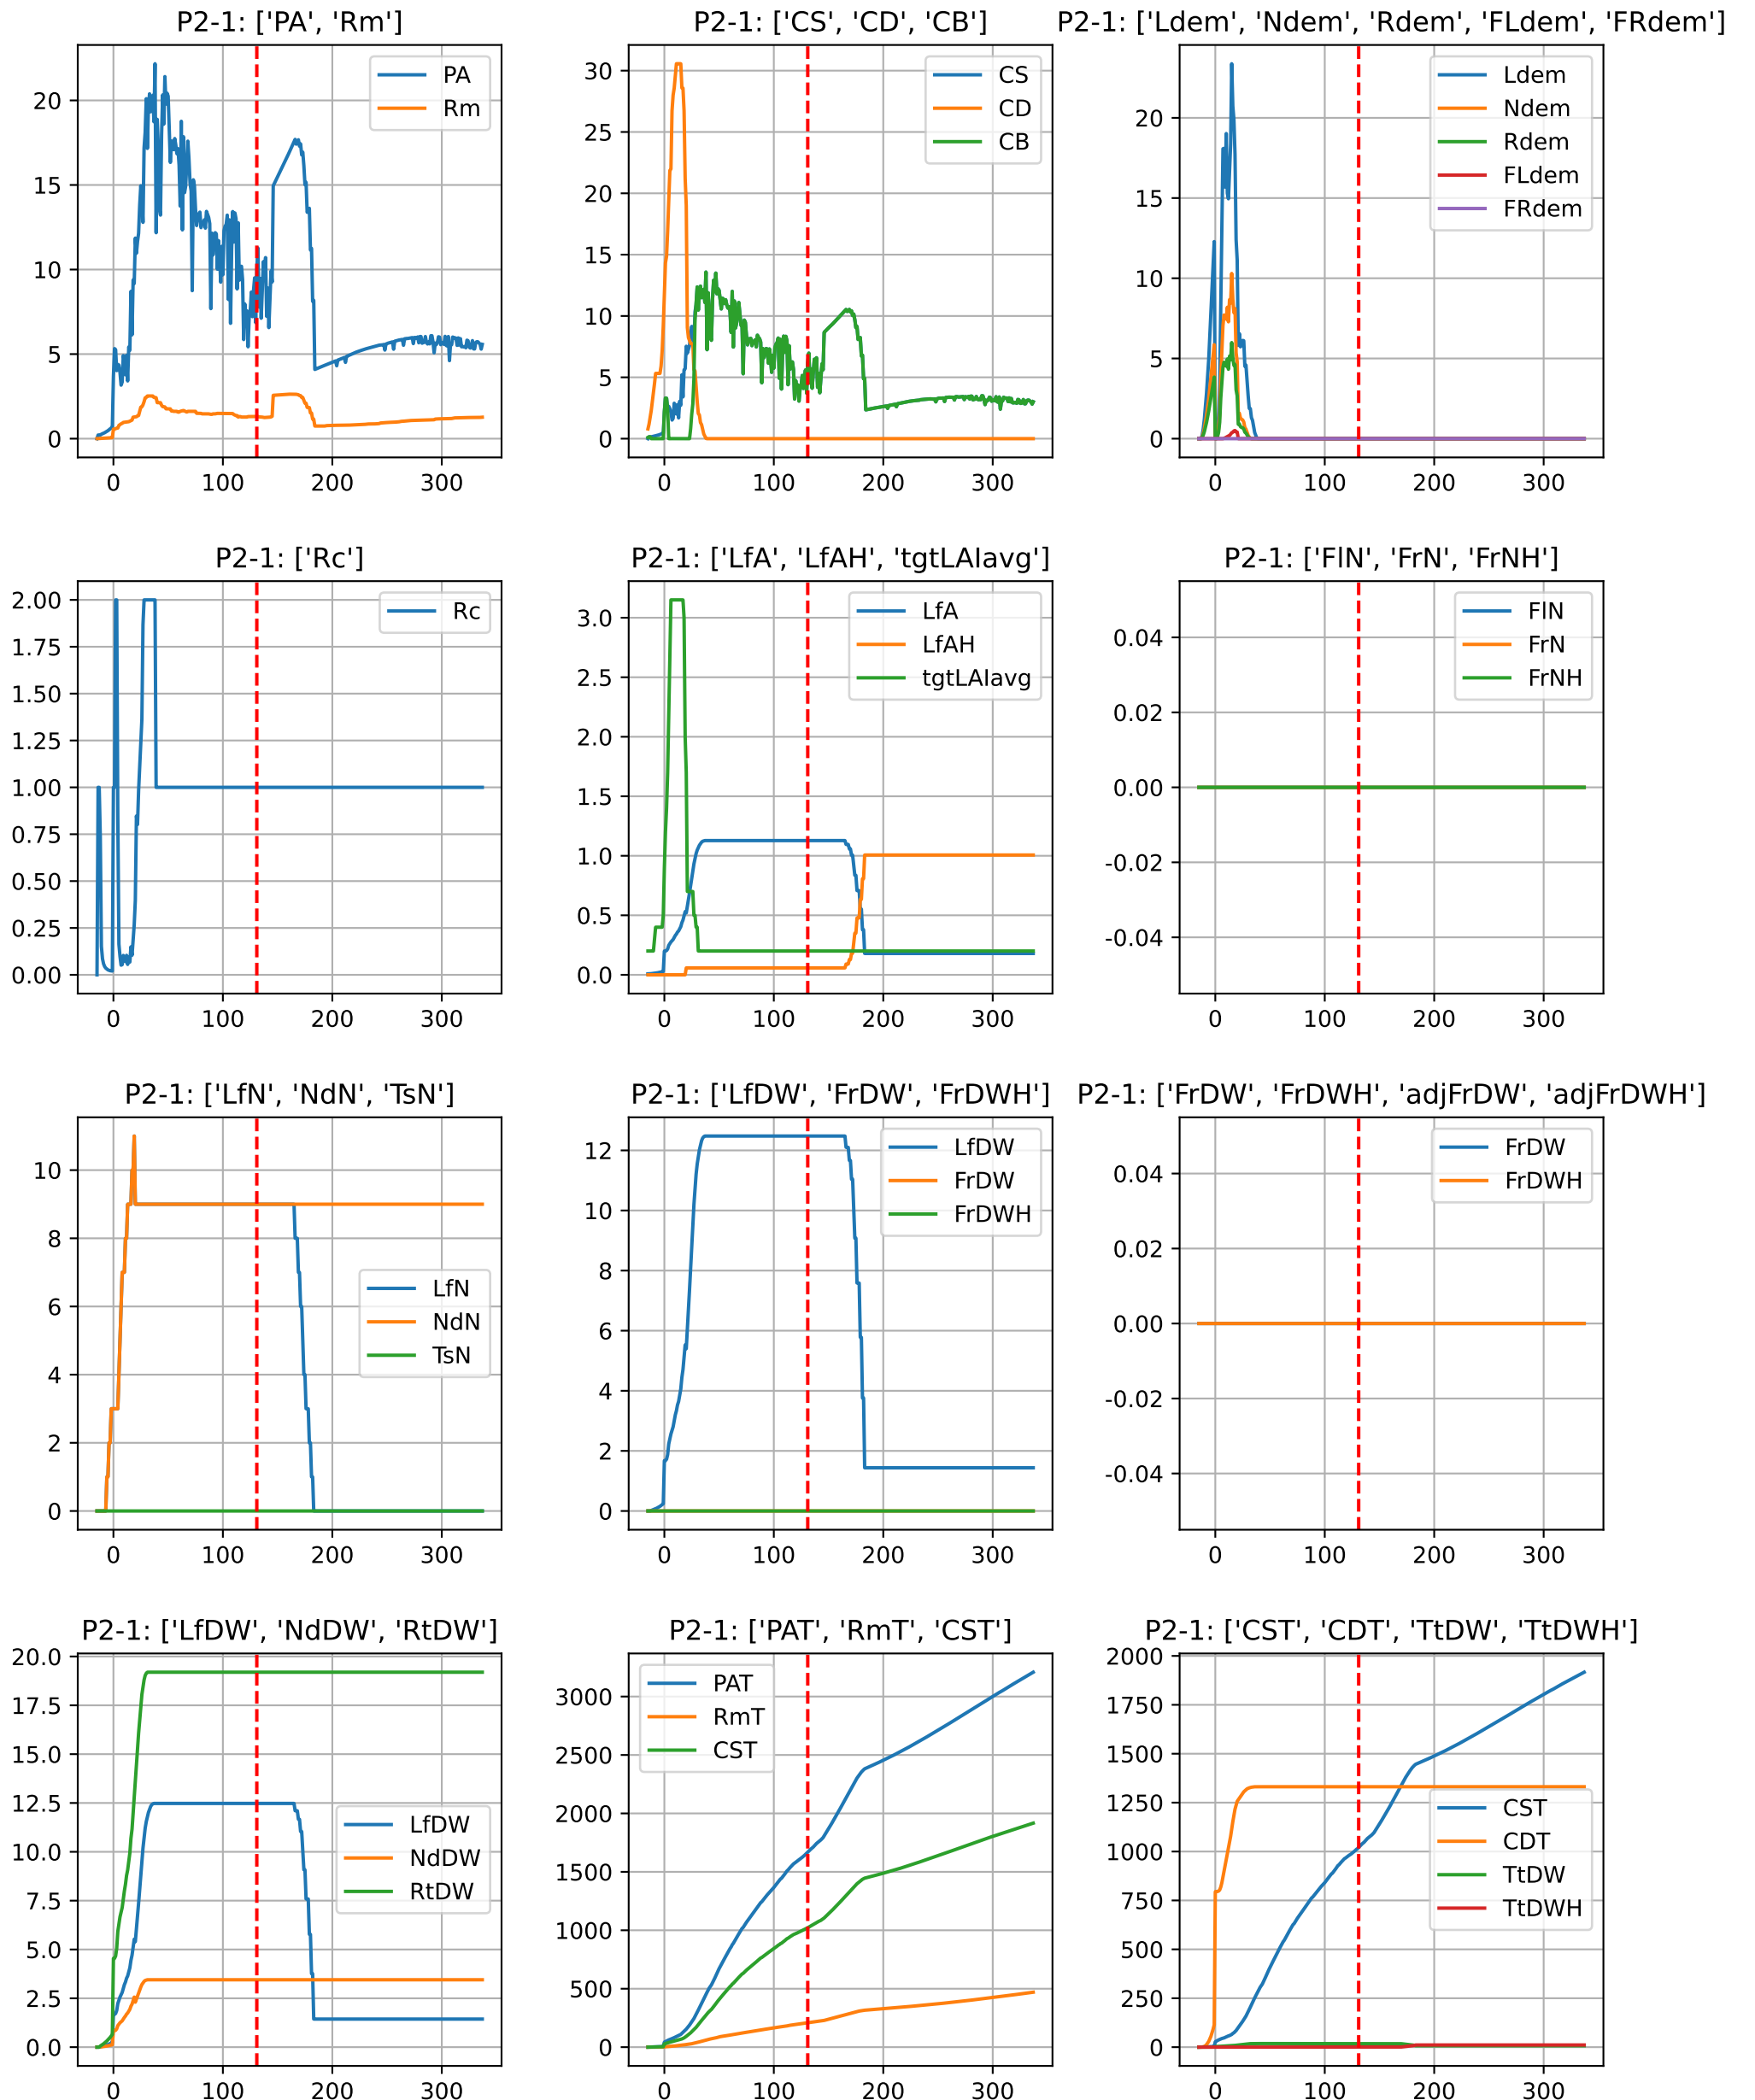 P2-1: ['PA', 'Rm']
PA
Rm
20
15
10
5
0
0 100 200 300
P2-1: ['CS', 'CD', 'CB']
CS
CD
CB
30
25
20
15
10
5
0
0 100 200 300
P2-1: ['Ldem', 'Ndem', 'Rdem', 'FLdem', 'FRdem']
Ldem
Ndem
Rdem
FLdem
FRdem
20
15
10
5
0
0 100 200 300
P2-1: ['Rc']
Rc
2.00
1.75
1.50
1.25
1.00
0.75
0.50
0.25
0.00
0 100 200 300
P2-1: ['LfA', 'LfAH', 'tgtLAIavg']
LfA
LfAH
tgtLAIavg
3.0
2.5
2.0
1.5
1.0
0.5
0.0
0 100 200 300
P2-1: ['FlN', 'FrN', 'FrNH']
FlN
FrN
FrNH
0.04
0.02
0.00
-0.02
-0.04
0 100 200 300
P2-1: ['LfN', 'NdN', 'TsN']
LfN
NdN
TsN
10
8
6
4
2
0
0 100 200 300
P2-1: ['LfDW', 'FrDW', 'FrDWH']
LfDW
FrDW
FrDWH
12
10
8
6
4
2
0
0 100 200 300
P2-1: ['FrDW', 'FrDWH', 'adjFrDW', 'adjFrDWH']
FrDW
FrDWH
0.04
0.02
0.00
-0.02
-0.04
0 100 200 300
P2-1: ['LfDW', 'NdDW', 'RtDW']
LfDW
NdDW
RtDW
20.0
17.5
15.0
12.5
10.0
7.5
5.0
2.5
0.0
0 100 200 300
P2-1: ['PAT', 'RmT', 'CST']
PAT
RmT
CST
3000
2500
2000
1500
1000
500
0
0 100 200 300
P2-1: ['CST', 'CDT', 'TtDW', 'TtDWH']
CST
CDT
TtDW
TtDWH
2000
1750
1500
1250
1000
750
500
250
0
0 100 200 300